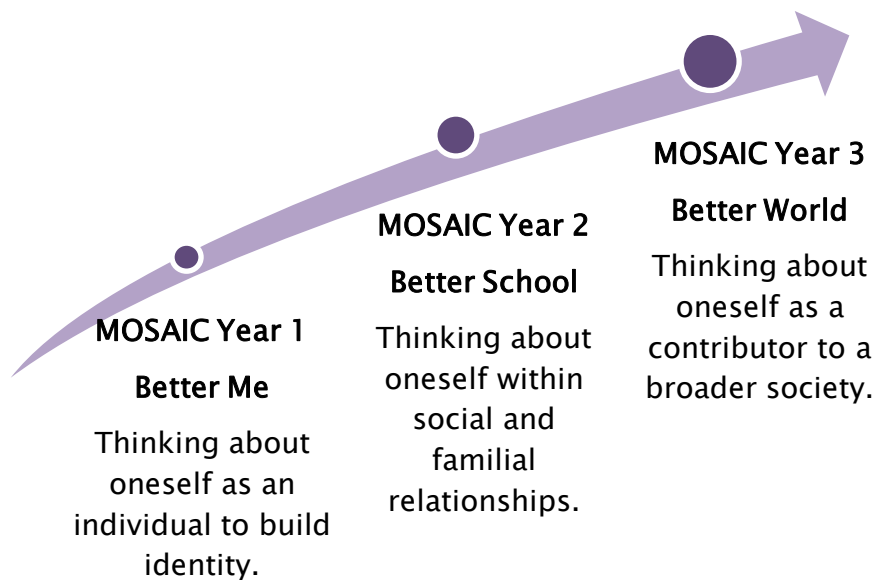 MOSAIC Year 1
Better Me
Thinking about
oneself as an
individual to build
identity.
MOSAIC Year 2
Better School
Thinking about
oneself within
social and
familial
relationships.
MOSAIC Year 3
Better World
Thinking about
oneself as a
contributor to a
broader society.